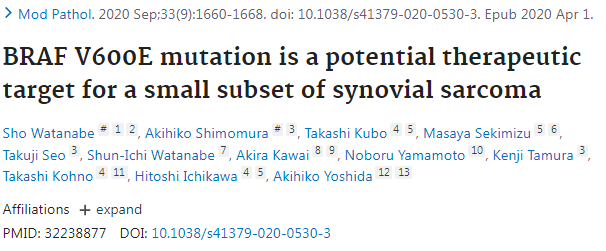 > Mod Pathol. 2020 Sep;33(9):1660-1668. doi: 10.1038/s41379-020-0530-3. Epub 2020 Apr 1.
BRAF V600E mutation is a potential therapeutic
target for a small subset of synovial sarcoma
Sho Watanabe # 1 2, Akihiko Shimomura # 3, Takashi Kubo 4 5, Masaya Sekimizu 5 6,
Takuji Seo 3, Shun-Ichi Watanabe 7, Akira Kawai 8 9, Noboru Yamamoto 10, Kenji Tamura 3,
Takashi Kohno 4 11, Hitoshi Ichikawa 4 5, Akihiko Yoshida 12 13
Affiliations + expand
PMID: 32238877 DOI: 10.1038/s41379-020-0530-3